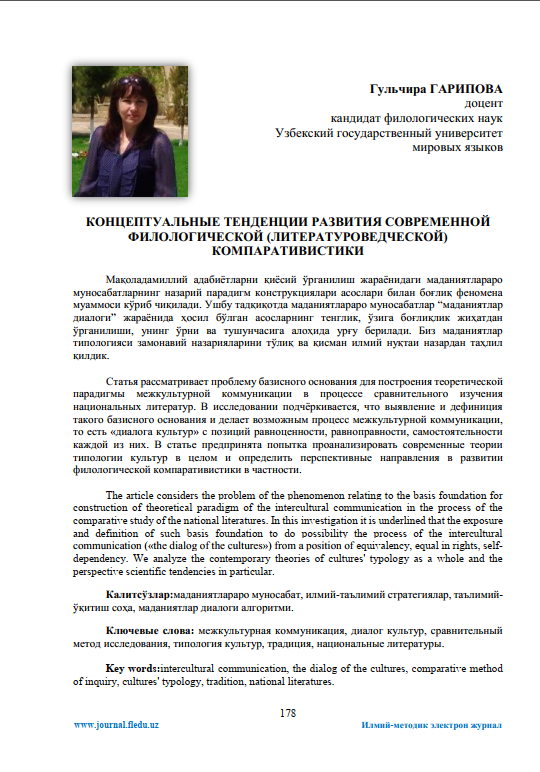 Гульчира ГАРИПОВА
доцент
кандидат филологических наук
Узбекский государственный университет
мировых языков
КОНЦЕПТУАЛЬНЫЕ ТЕНДЕНЦИИ РАЗВИТИЯ СОВРЕМЕННОЙ
ФИЛОЛОГИЧЕСКОЙ (ЛИТЕРАТУРОВЕДЧЕСКОЙ)
КОМПАРАТИВИСТИКИ
Мақоладамиллий адабиётларни қиёсий ўрганилиш жараёнидаги маданиятлараро
муносабатларнинг назарий парадигм конструкциялари асослари билан боғлиқ феномена
муаммоси кўриб чиқилади. Ушбу тадқиқотда маданиятлараро муносабатлар “маданиятлар
диалоги” жараёнида ҳосил бўлган асосларнинг тенглик, ўзига боғлиқлик жиҳатдан
ўрганилиши, унинг ўрни ва тушунчасига алоҳида урғу берилади. Биз маданиятлар
типологияси замонавий назарияларини тўлиқ ва қисман илмий нуқтаи назардан таҳлил
қилдик.
Статья рассматривает проблему базисного основания для построения теоретической
парадигмы межкультурной коммуникации в процессе сравнительного изучения
национальных литератур. В исследовании подчёркивается, что выявление и дефиниция
такого базисного основания и делает возможным процесс межкультурной коммуникации,
то есть «диалога культур» с позиций равноценности, равноправности, самостоятельности
каждой из них. В статье предпринята попытка проанализировать современные теории
типологии культур в целом и определить перспективные направления в развитии
филологической компаративистики в частности.
The article considers the problem of the phenomenon relating to the basis foundation for
construction of theoretical paradigm of the intercultural communication in the process of the
comparative study of the national literatures. In this investigation it is underlined that the exposure
and definition of such basis foundation to do possibility the process of the intercultural
communication («the dialog of the cultures») from a position of equivalency, equal in rights, self-
dependency. We analyze the contemporary theories of cultures' typology as a whole and the
perspective scientific tendencies in particular.
Калитсўзлар:маданиятлараро муносабат, илмий-таълимий стратегиялар, таълимий-
ўқитиш соҳа, маданиятлар диалоги алгоритми.
Ключевые слова: межкультурная коммуникация, диалог культур, сравнительный
метод исследования, типология культур, традиция, национальные литературы.
Key words:intercultural communication, the dialog of the cultures, comparative method
of inquiry, cultures' typology, tradition, national literatures.
178
www.journal.fledu.uz Илмий-методик электрон журнал